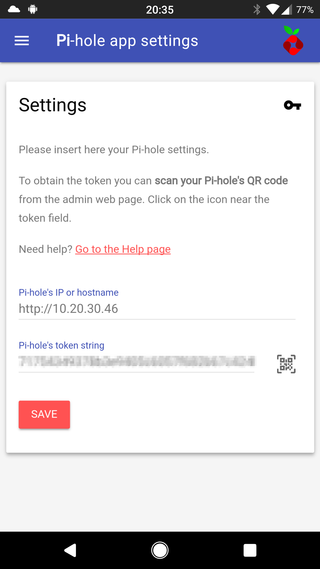 20:35
77%
Pi-hole app settings
Settings
Please insert here your Pi-hole settings.
To obtain the token you can scan your Pi-hole's QR code
from the admin web page. Click on the icon near the
token field.
Need help? Go to the Help page
Pi-hole's IP or hostname
http://10.20.30.46
Pi-hole's token string
SAVE